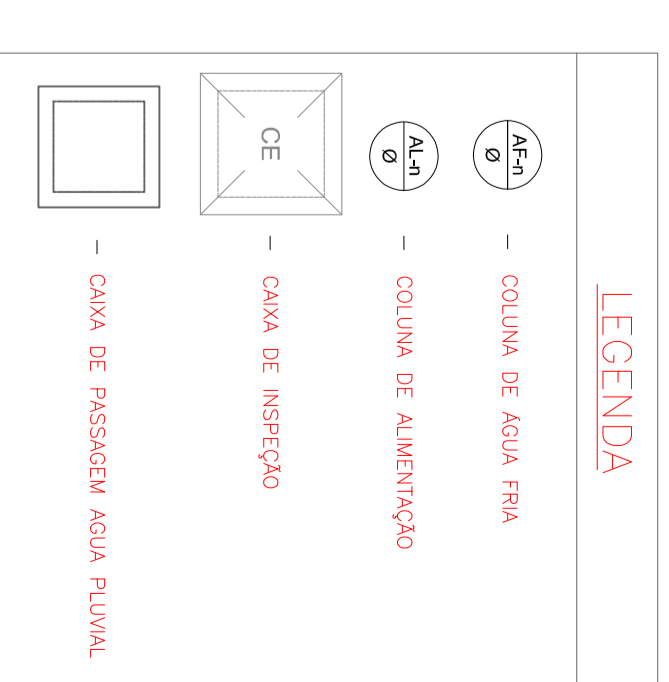 LEGENDA
AF-n
Ø
– COLUNA DE ÁGUA FRIA
AL-n
Ø
– COLUNA DE ALIMENTAÇÃO
CE
– CAIXA DE INSPEÇÃO
– CAIXA DE PASSAGEM AGUA PLUVIAL